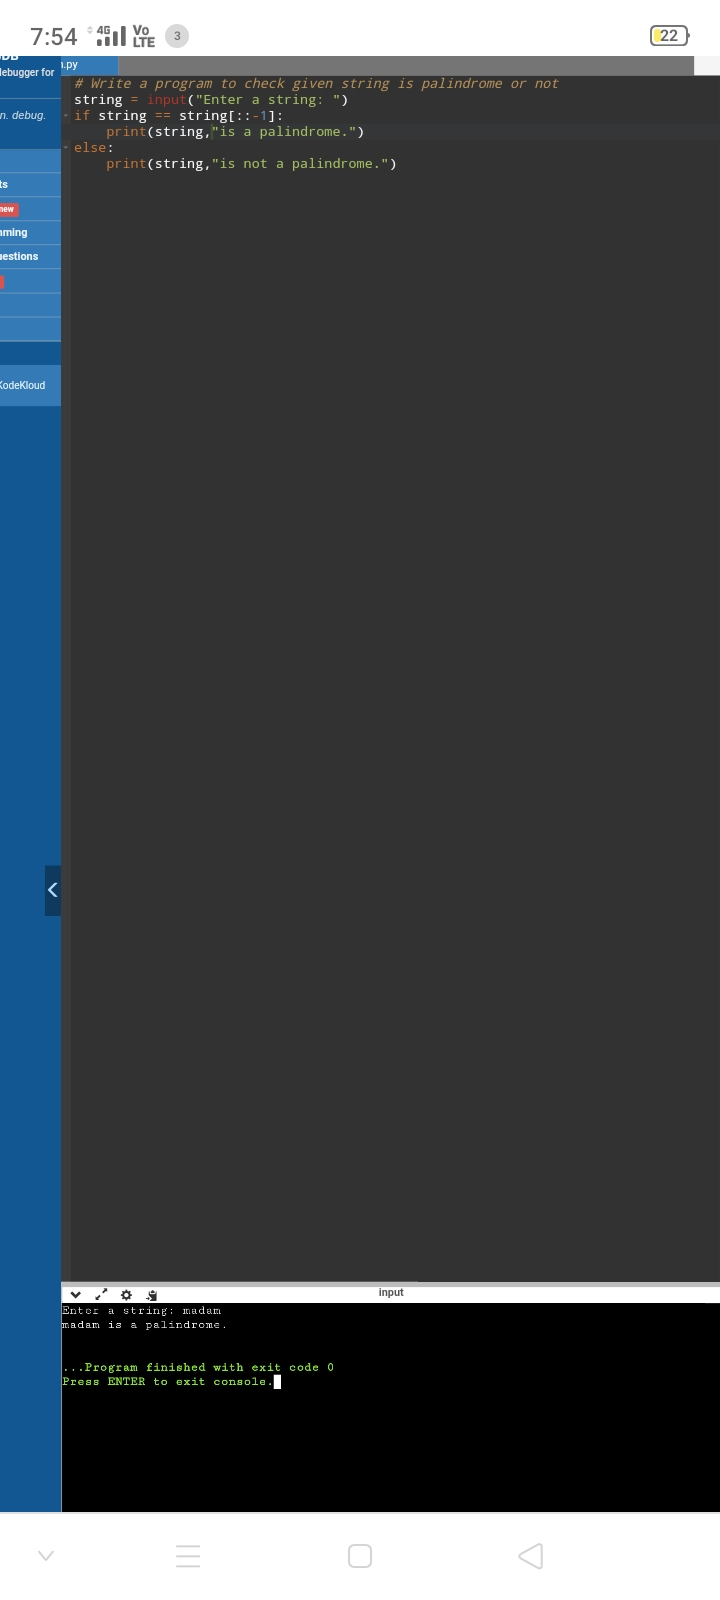 7:54 4G Vo LTE 3 22
DB
debugger for
n. debug.
ts
new
ming
uestions
KodeKloud
.py
# Write a program to check given string is palindrome or not
string = input("Enter a string: ")
if string == string[::-1]:
    print(string,"is a palindrome.")
else:
    print(string,"is not a palindrome.")
input
Enter a string: madam
madam is a palindrome.
...Program finished with exit code 0
Press ENTER to exit console.